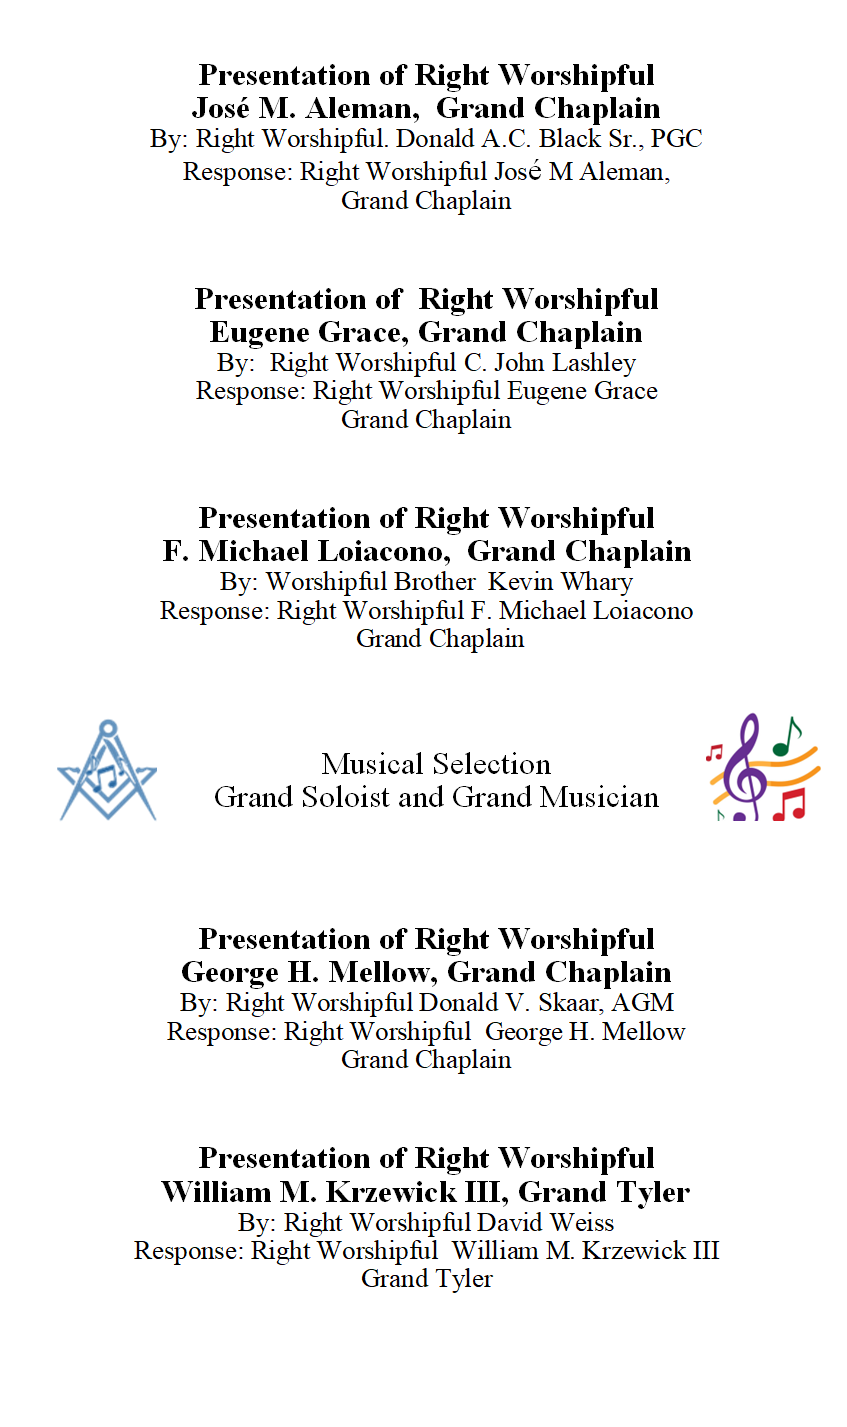 Presentation of Right Worshipful
José M. Aleman, Grand Chaplain
By: Right Worshipful. Donald A.C. Black Sr., PGC
Response: Right Worshipful José M Aleman,
Grand Chaplain
Presentation of Right Worshipful
Eugene Grace, Grand Chaplain
By: Right Worshipful C. John Lashley
Response: Right Worshipful Eugene Grace
Grand Chaplain
Presentation of Right Worshipful
F. Michael Loiacono, Grand Chaplain
By: Worshipful Brother Kevin Whary
Response: Right Worshipful F. Michael Loiacono
Grand Chaplain
Musical Selection
Grand Soloist and Grand Musician
Presentation of Right Worshipful
George H. Mellow, Grand Chaplain
By: Right Worshipful Donald V. Skaar, AGM
Response: Right Worshipful George H. Mellow
Grand Chaplain
Presentation of Right Worshipful
William M. Krzewick III, Grand Tyler
By: Right Worshipful David Weiss
Response: Right Worshipful William M. Krzewick III
Grand Tyler